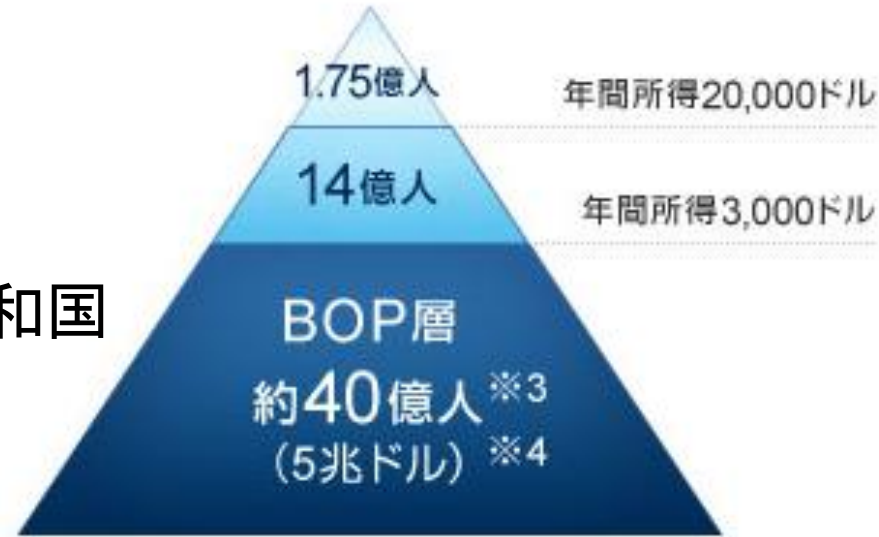 1.75億人
年間所得20,000ドル
14億人
年間所得3,000ドル
和国
BOP層
約40億人※3
（5兆ドル）※4